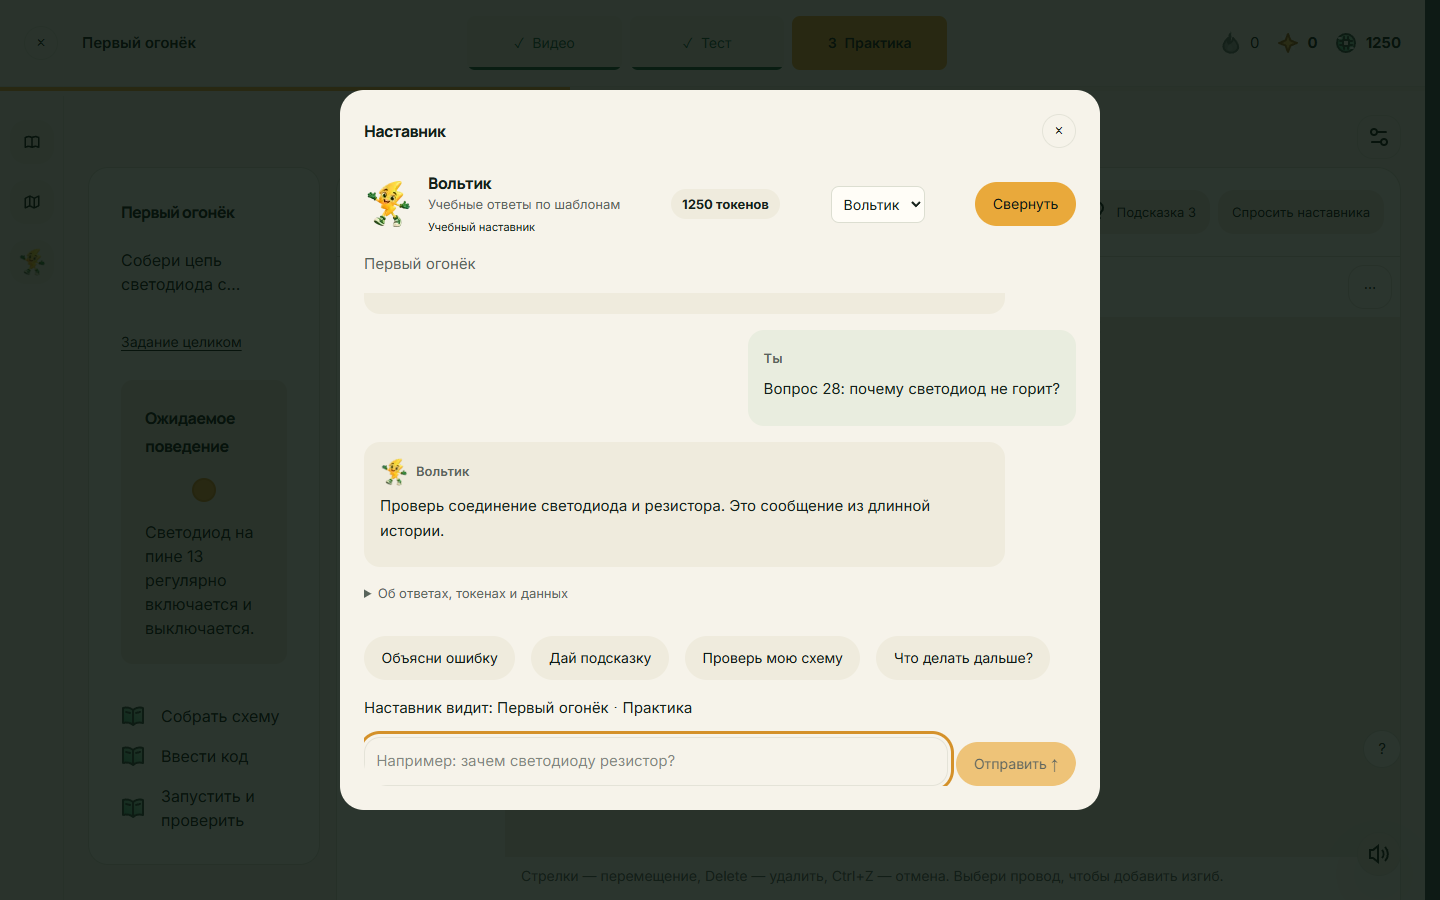 ×
Первый огонёк
✓ Видео
✓ Тест
3 Практика
0
0
1250
Наставник
×
Вольтик
Учебные ответы по шаблонам
Учебный наставник
1250 токенов
Вольтик
Свернуть
Первый огонёк
Ты
Вопрос 28: почему светодиод не горит?
Вольтик
Проверь соединение светодиода и резистора. Это сообщение из длинной
истории.
Об ответах, токенах и данных
Объясни ошибку
Дай подсказку
Проверь мою схему
Что делать дальше?
Наставник видит: Первый огонёк · Практика
Например: зачем светодиоду резистор?
Отправить ↑
Первый огонёк
Собери цепь
светодиода с...
Задание целиком
Ожидаемое
поведение
Светодиод на
пине 13
регулярно
включается и
выключается.
Собрать схему
Ввести код
Запустить и
проверить
Подсказка 3
Спросить наставника
...
?
Стрелки — перемещение, Delete — удалить, Ctrl+Z — отмена. Выбери провод, чтобы добавить изгиб.